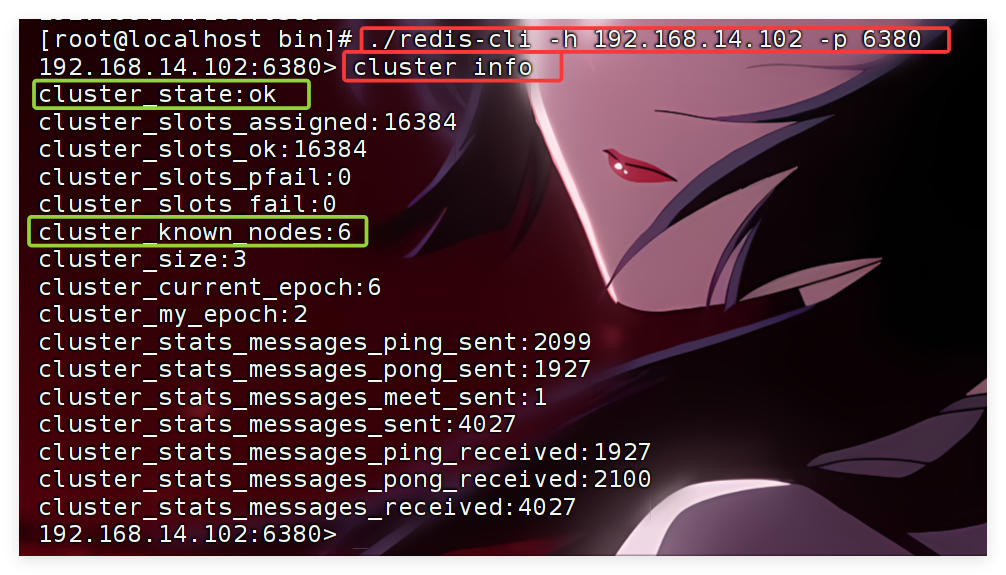 [root@localhost bin]# ./redis-cli -h 192.168.14.102 -p 6380
192.168.14.102:6380> cluster info
cluster_state:ok
cluster_slots_assigned:16384
cluster_slots_ok:16384
cluster_slots_pfail:0
cluster_slots_fail:0
cluster_known_nodes:6
cluster_size:3
cluster_current_epoch:6
cluster_my_epoch:2
cluster_stats_messages_ping_sent:2099
cluster_stats_messages_pong_sent:1927
cluster_stats_messages_meet_sent:1
cluster_stats_messages_sent:4027
cluster_stats_messages_ping_received:1927
cluster_stats_messages_pong_received:2100
cluster_stats_messages_received:4027
192.168.14.102:6380>